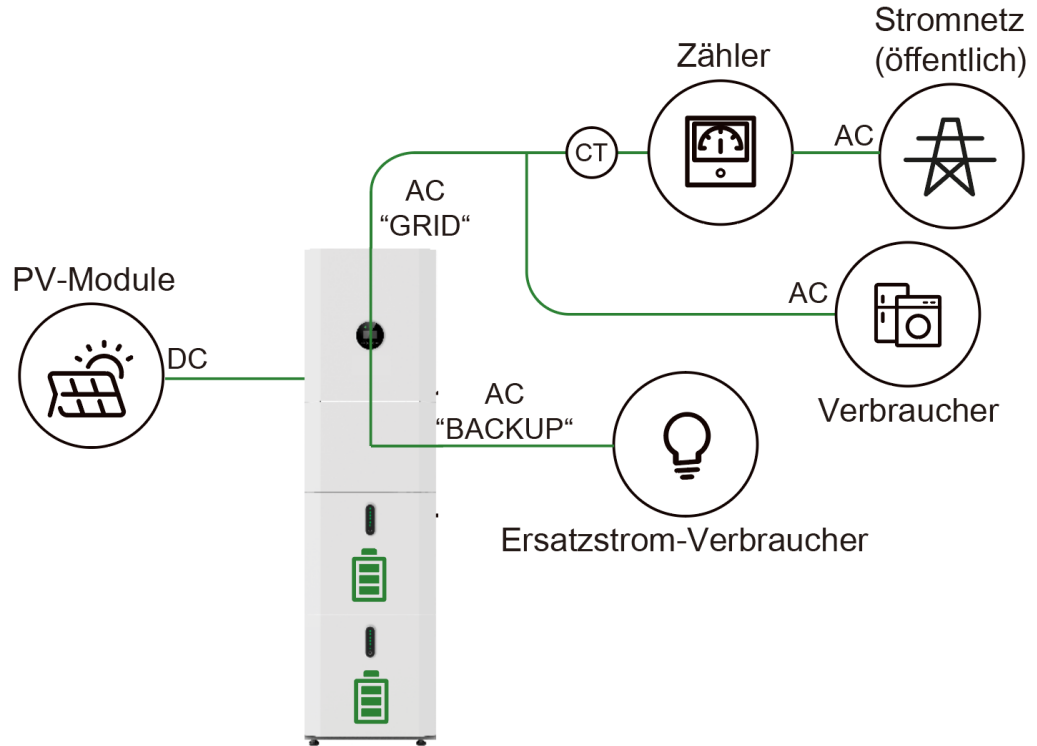 Stromnetz
(öffentlich)
Zähler
AC
CT
AC
“GRID“
PV-Module
AC
DC
AC
“BACKUP“
Verbraucher
Ersatzstrom-Verbraucher